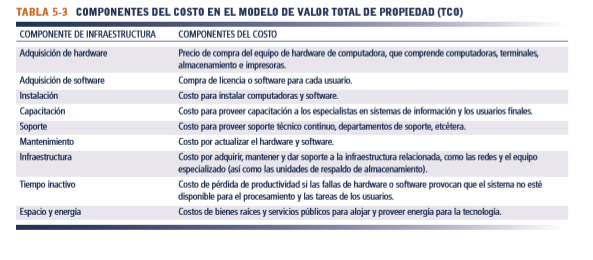 TABLA 5-3 COMPONENTES DEL COSTO EN EL MODELO DE VALOR TOTAL DE PROPIEDAD (TCO)
COMPONENTE DE INFRAESTRUCTURA COMPONENTES DEL COSTO
Adquisición de hardware Precio de compra del equipo de hardware de computadora, que comprende computadoras, terminales,
almacenamiento e impresoras.
Adquisición de software Compra de licencia o software para cada usuario.
Instalación Costo para instalar computadoras y software.
Capacitación Costo para proveer capacitación a los especialistas en sistemas de información y los usuarios finales.
Soporte Costo para proveer soporte técnico continuo, departamentos de soporte, etcétera.
Mantenimiento Costo por actualizar el hardware y software.
Infraestructura Costo por adquirir, mantener y dar soporte a la infraestructura relacionada, como las redes y el equipo
especializado (así como las unidades de respaldo de almacenamiento).
Tiempo inactivo Costo de pérdida de productividad si las fallas de hardware o software provocan que el sistema no esté
disponible para el procesamiento y las tareas de los usuarios.
Espacio y energía Costos de bienes raíces y servicios públicos para alojar y proveer energía para la tecnología.